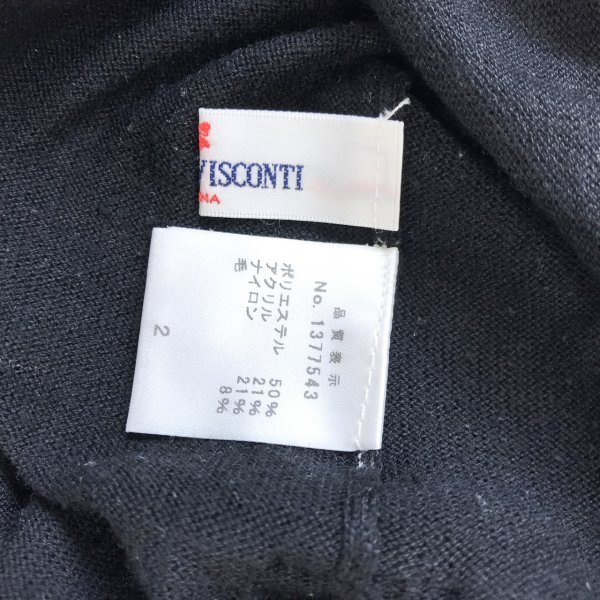 VISCONTI
NA
品質表示
No. 1377543
ポリエステル 50%
アクリル 21%
ナイロン 21%
毛 8%
2